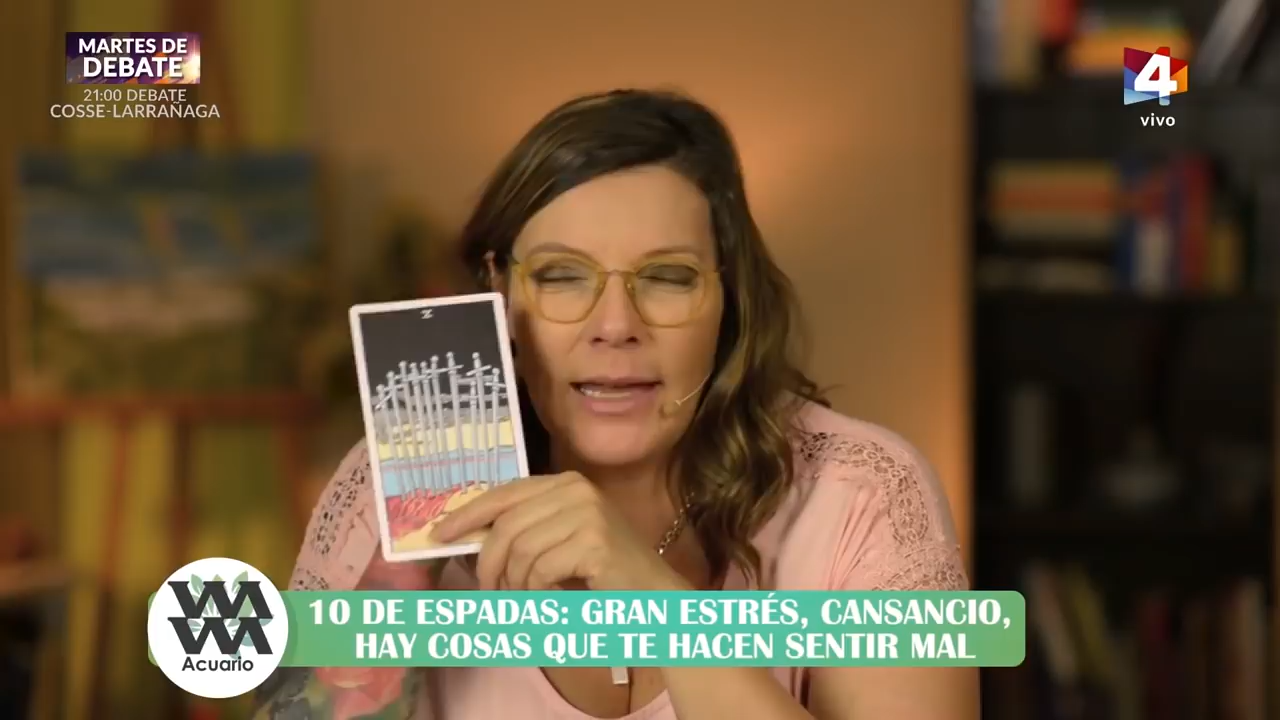 MARTES DE
DEBATE
21:00 DEBATE
COSSE-LARRAÑAGA
4
vivo
X
10 DE ESPADAS: GRAN ESTRÉS, CANSANCIO,
HAY COSAS QUE TE HACEN SENTIR MAL
Acuario